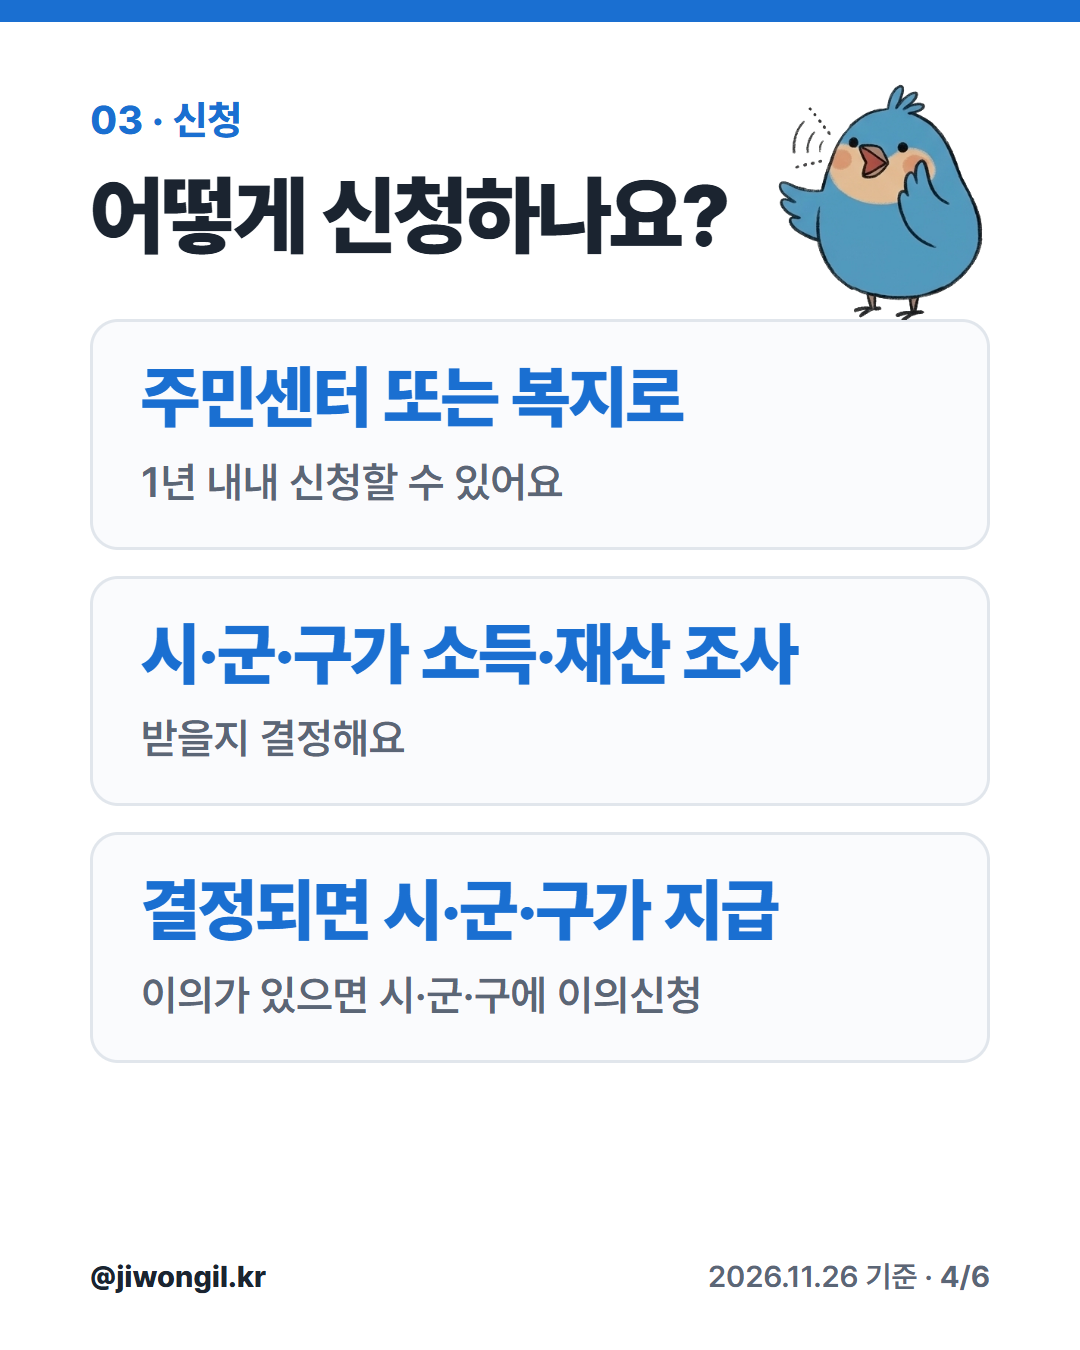 03 · 신청
어떻게 신청하나요?
주민센터 또는 복지로
1년 내내 신청할 수 있어요
시·군·구가 소득·재산 조사
받을지 결정해요
결정되면 시·군·구가 지급
이의가 있으면 시·군·구에 이의신청
@jiwongil.kr
2026.11.26 기준 · 4/6